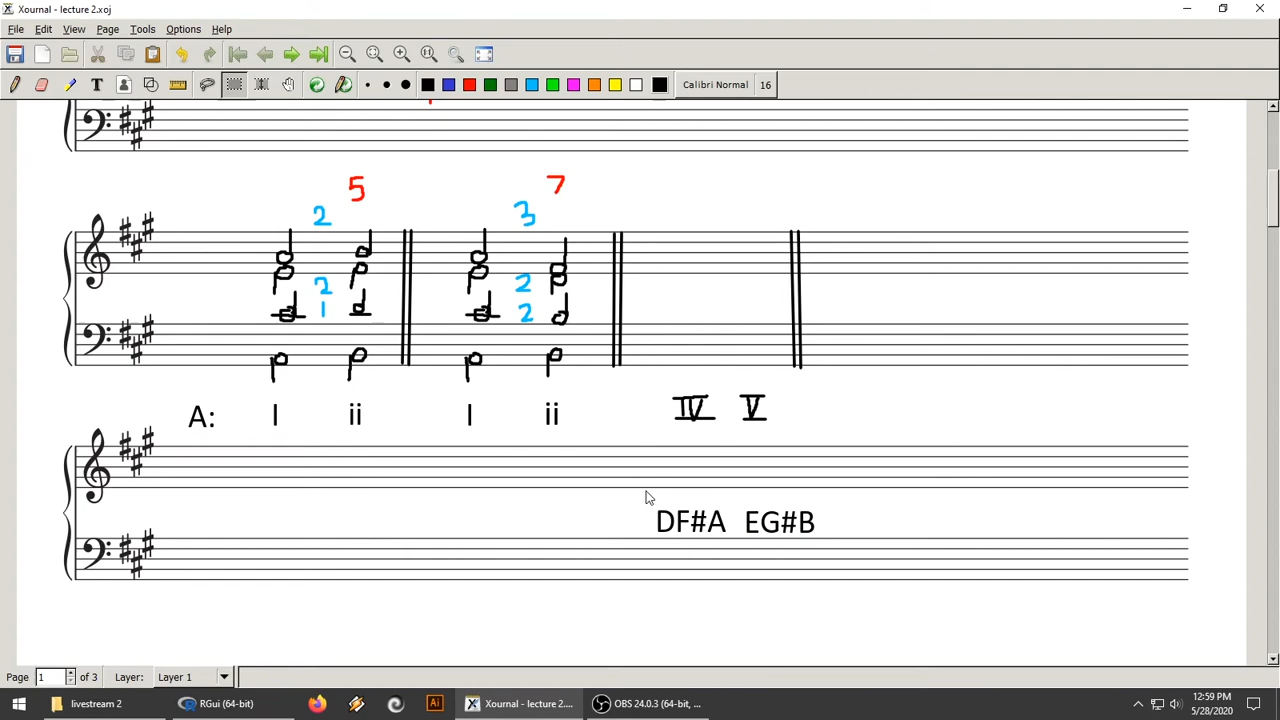 Xournal - lecture 2.xoj
File Edit View Page Tools Options Help
Calibri Normal 16
5 7
2 3
2 2
1 2
A: I ii I ii IV V
DF#A EG#B
Page 1 of 3 Layer: Layer 1
livestream 2 RGui (64-bit) Xournal - lecture 2.... OBS 24.0.3 (64-bit, ... 12:59 PM
5/28/2020